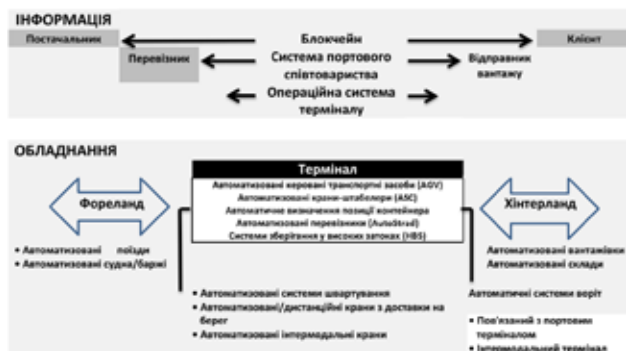 ІНФОРМАЦІЯ
Постачальник
Блокчейн
Клієнт
Перевізник
Система портового
співтовариства
Відправник
вантажу
Операційна система
терміналу
ОБЛАДНАННЯ
Термінал
Автоматизовані керовані транспортні засоби (AGV)
Автоматизовані крани-штабелери (ASC)
Автоматичне визначення позиції контейнера
Автоматизовані перевізники (AutoStrad)
Системи зберігання у високих затоках (HBS)
Фореланд
Хінтерланд
• Автоматизовані поїзди
• Автоматизовані судна/баржі
Автоматизовані вантажівки
Автоматизовані склади
• Автоматизовані системи швартування
• Автоматизовані/дистанційні крани з доставки на
берег
• Автоматизовані інтермодальні крани
Автоматичні системи воріт
• Пов'язаний з портовим
терміналом
• Інтермодальний термінал